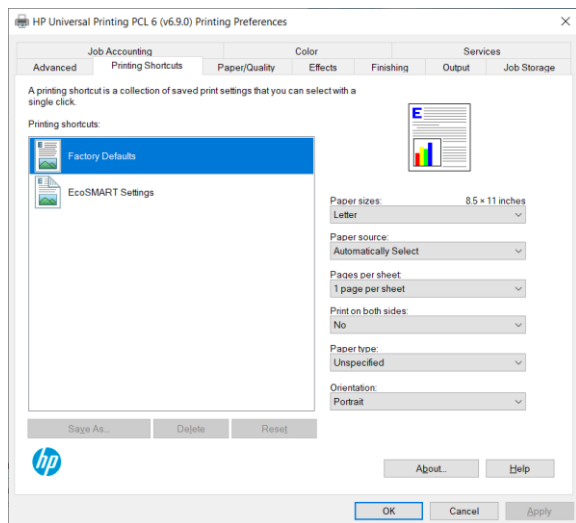 HP Universal Printing PCL 6 (v6.9.0) Printing Preferences
Job Accounting Color Services
Advanced Printing Shortcuts Paper/Quality Effects Finishing Output Job Storage
A printing shortcut is a collection of saved print settings that you can select with a
single click.
Printing shortcuts:
E
Factory Defaults
EcoSMART Settings
Paper sizes: 8.5 × 11 inches
Letter
Paper source:
Automatically Select
Pages per sheet:
1 page per sheet
Print on both sides:
No
Paper type:
Unspecified
Orientation:
Portrait
Save As... Delete Reset
hp
About... Help
OK Cancel Apply